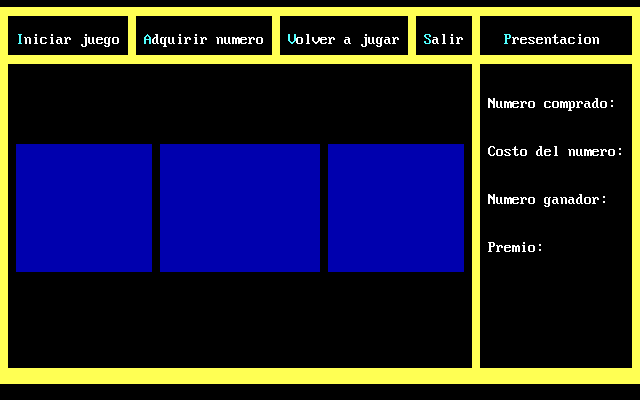 Iniciar juego
Adquirir numero
Volver a jugar
Salir
Presentacion
Numero comprado:
Costo del numero:
Numero ganador:
Premio: